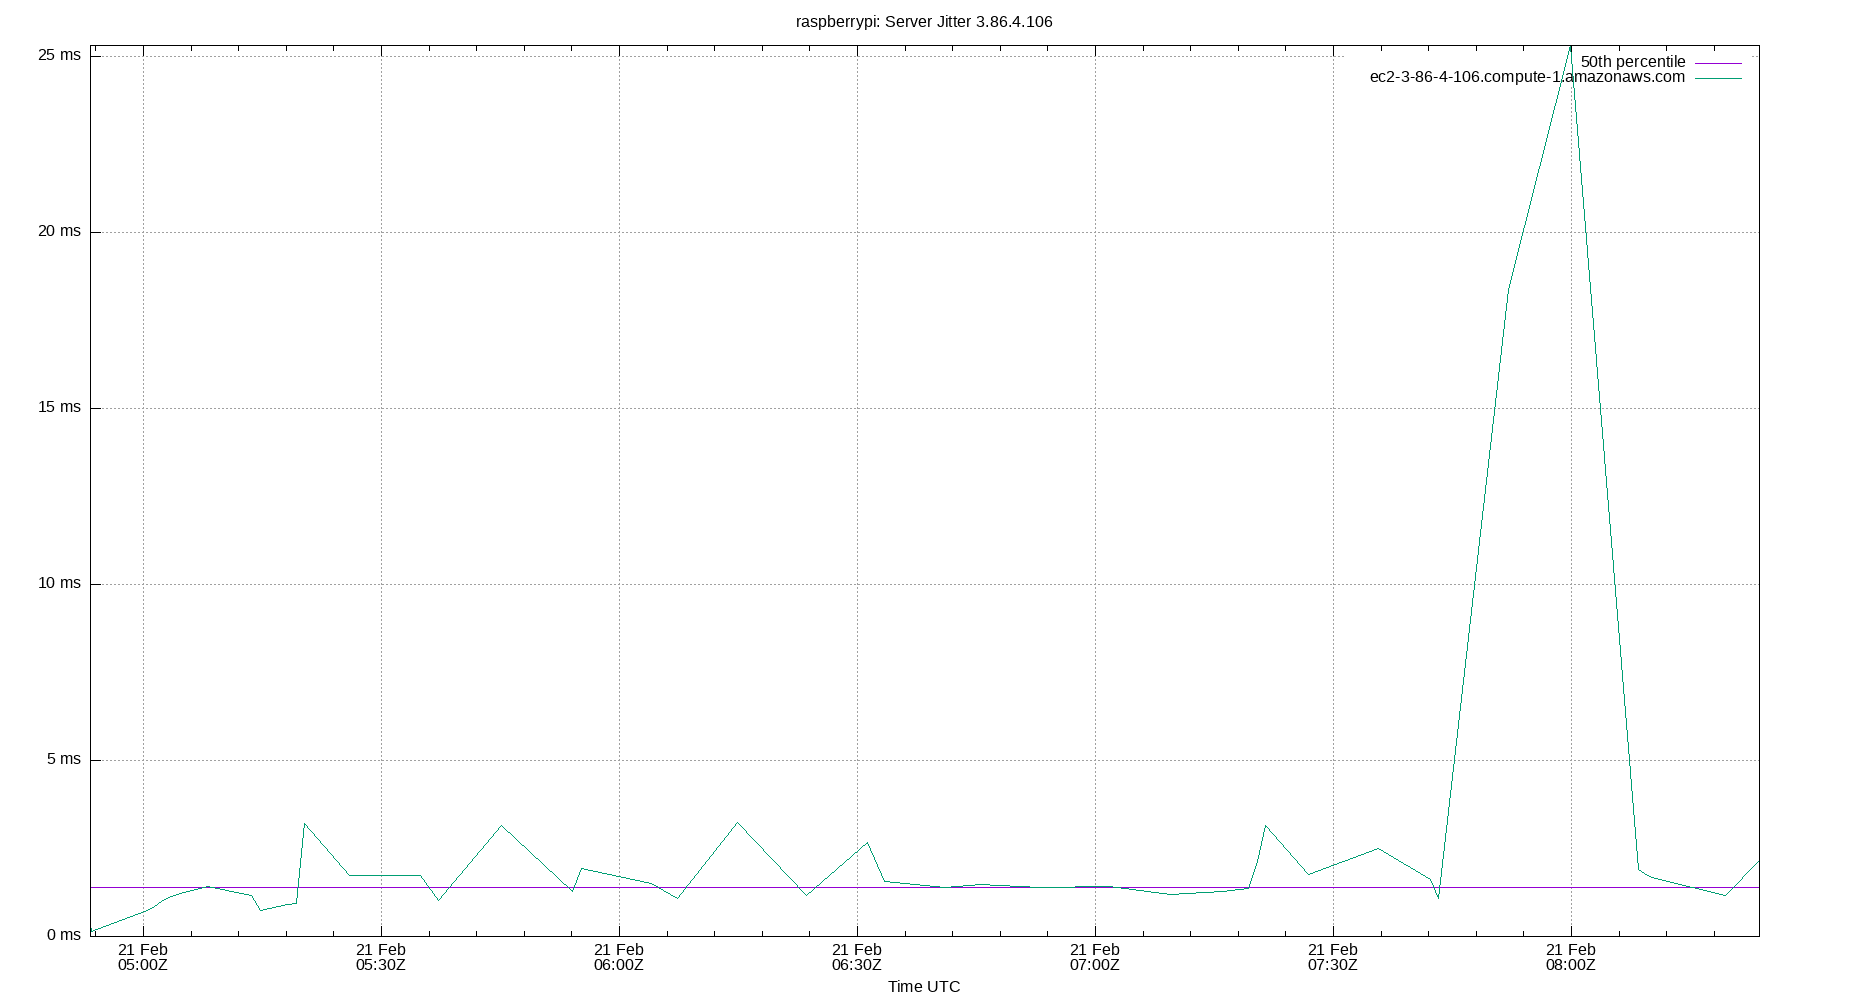 raspberrypi: Server Jitter 3.86.4.106
25 ms
50th percentile
ec2-3-86-4-106.compute-1.amazonaws.com
20 ms
15 ms
10 ms
5 ms
0 ms
21 Feb 21 Feb 21 Feb 21 Feb 21 Feb 21 Feb 21 Feb
05:00Z 05:30Z 06:00Z 06:30Z 07:00Z 07:30Z 08:00Z
Time UTC